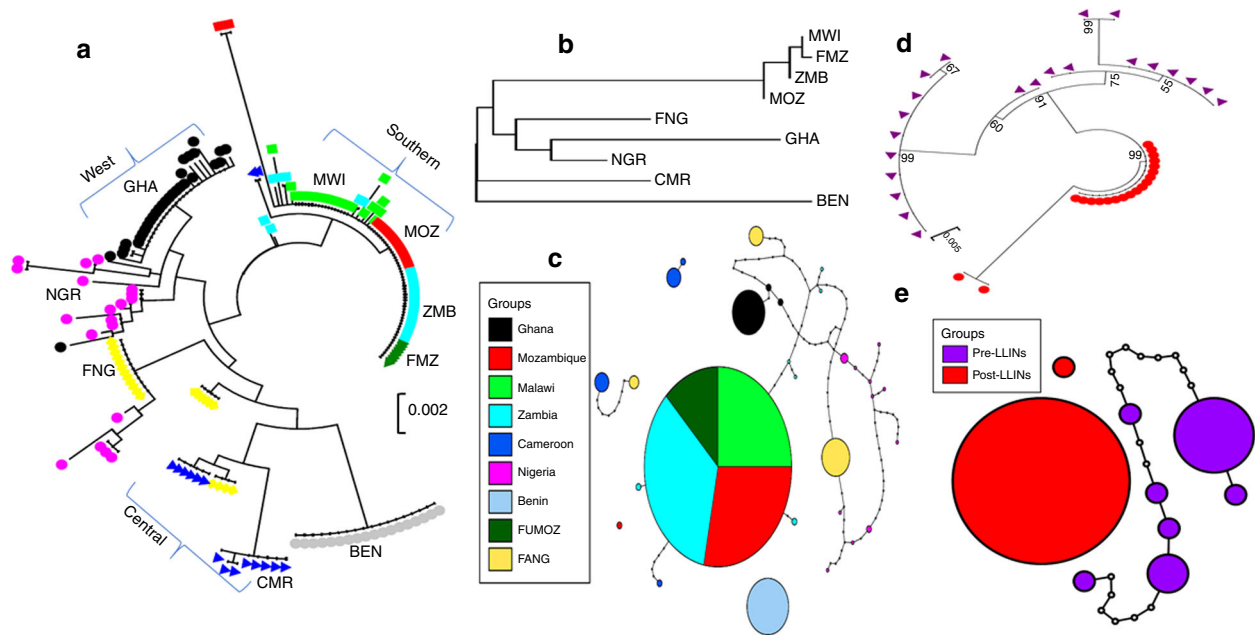 a
West
GHA
NGR
FNG
Central
CMR
BEN
MWI
Southern
MOZ
ZMB
FMZ
0.002
b
MWI
FMZ
ZMB
MOZ
FNG
GHA
NGR
CMR
BEN
c
Groups
Ghana
Mozambique
Malawi
Zambia
Cameroon
Nigeria
Benin
FUMOZ
FANG
d
67
99
60
91
75
55
99
99
0.005
e
Groups
Pre-LLINs
Post-LLINs